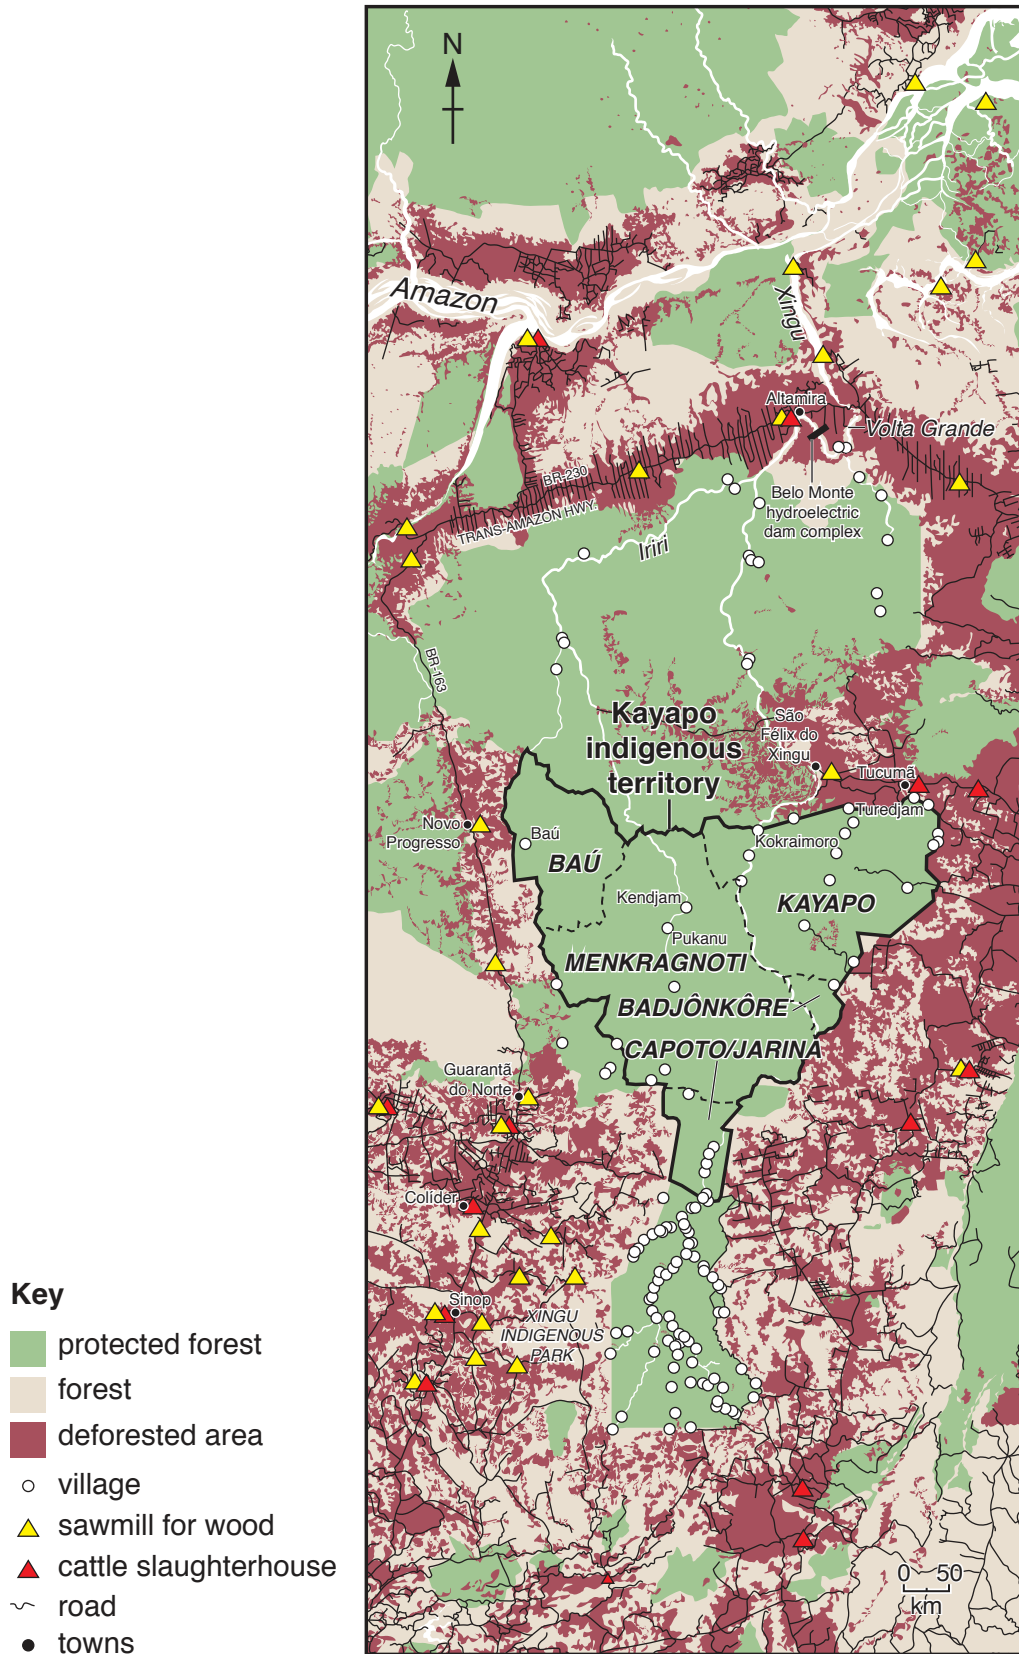 N
Amazon
Xingu
Altamira
Volta Grande
BR-230
TRANS-AMAZON HWY.
Belo Monte
hydroelectric
dam complex
Iriri
BR-163
Kayapo
indigenous
territory
São
Félix do
Xingu
Tucumã
Turedjam
Novo
Progresso
Baú
BAÚ
Kokraimoro
Kendjam
KAYAPO
Pukanu
MENKRAGNOTI
BADJÔNKÔRE
CAPOTO/JARINA
Guarantã
do Norte
Colíder
Sinop
XINGU
INDIGENOUS
PARK
0 50
km
Key
protected forest
forest
deforested area
village
sawmill for wood
cattle slaughterhouse
road
towns